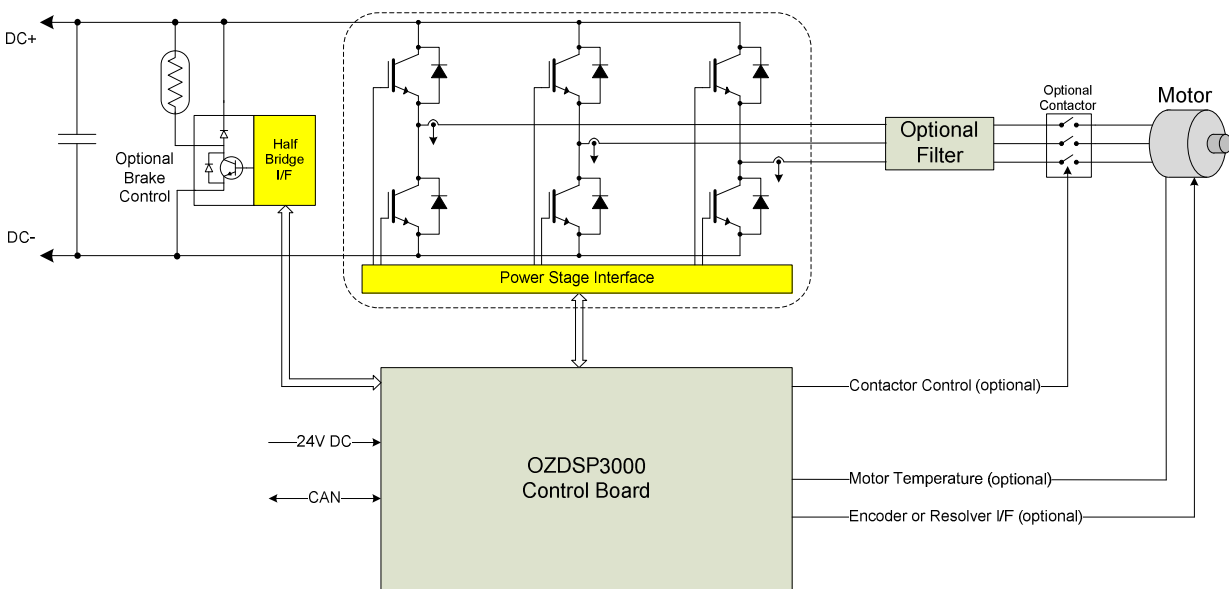 DC+
Optional
Brake
Control
Half
Bridge
I/F
DC-
Power Stage Interface
Optional
Filter
Optional
Contactor
Motor
OZDSP3000
Control Board
24V DC
CAN
Contactor Control (optional)
Motor Temperature (optional)
Encoder or Resolver I/F (optional)